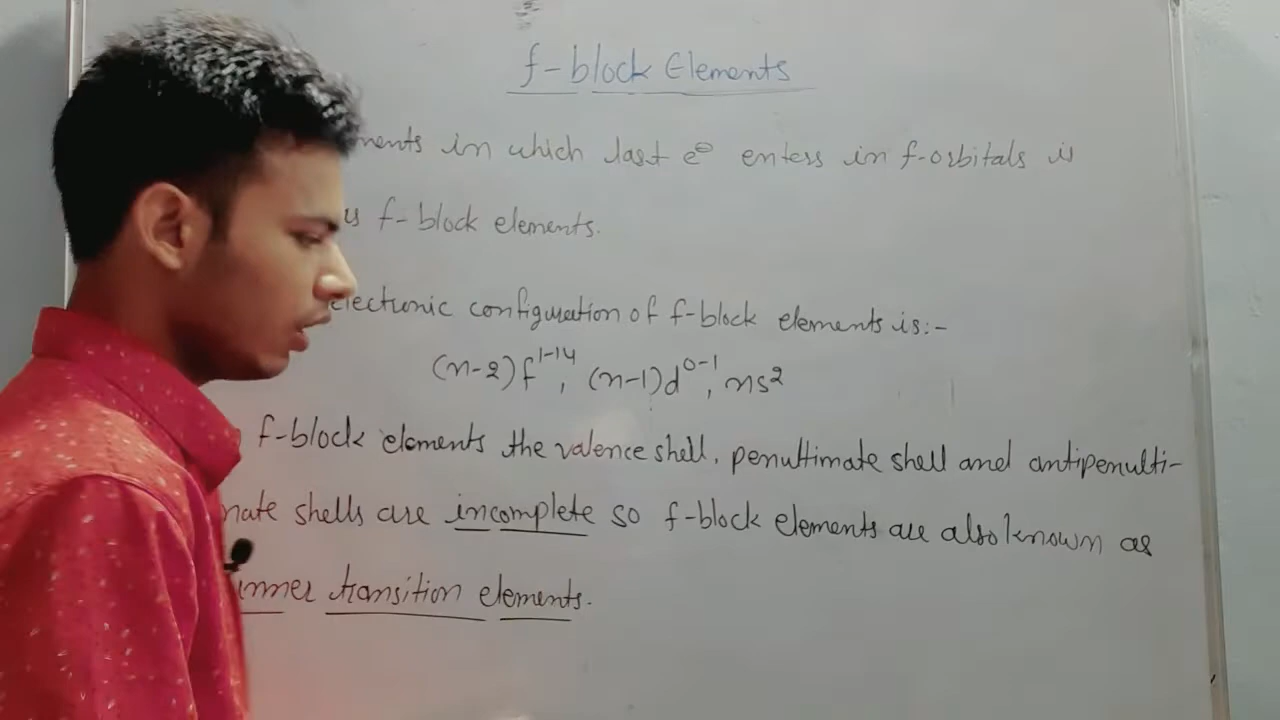 f-block Elements
ments in which last e⊖ enters in f-orbitals is
f-block elements.
electronic configuration of f-block elements is:-
(n-2)f¹⁻¹⁴, (n-1)d⁰⁻¹, ns²
f-block elements the valence shell, penultimate shell and antipenulti-
mate shells are incomplete so f-block elements are also known as
inner transition elements.